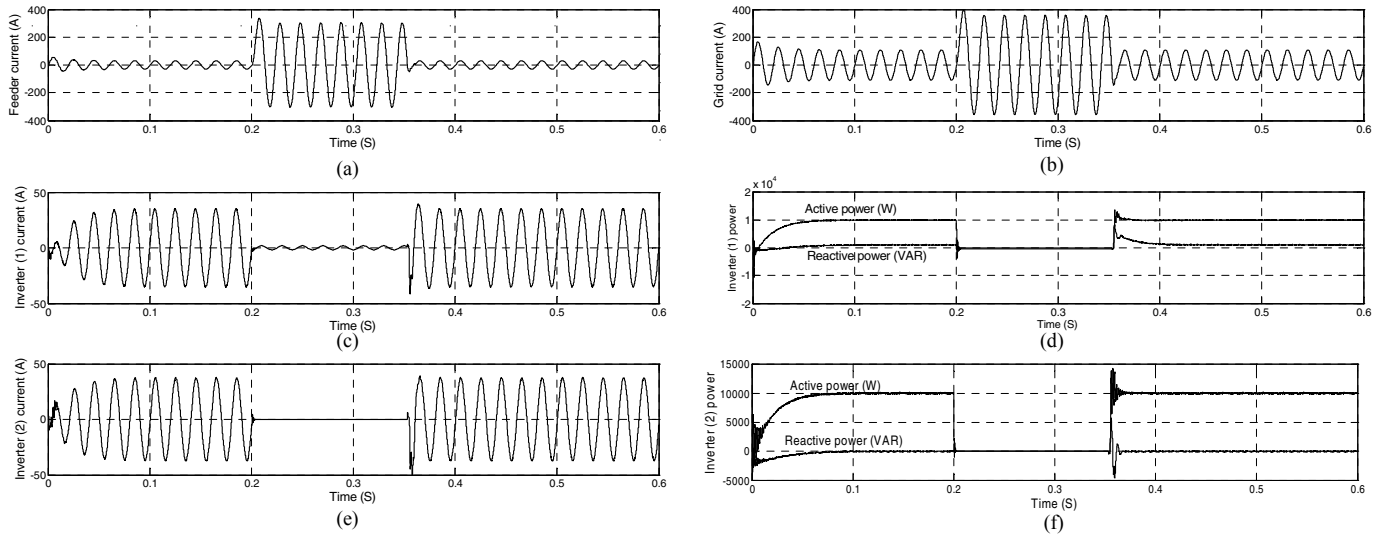 Feeder current (A)
400
200
0
-200
-400
0
0.1
0.2
0.3
0.4
0.5
0.6
Time (S)
(a)
Grid current (A)
400
200
0
-200
-400
0
0.1
0.2
0.3
0.4
0.5
0.6
Time (S)
(b)
Inverter (1) current (A)
50
0
-50
0
0.1
0.2
0.3
0.4
0.5
0.6
Time (S)
(c)
Inverter (1) power
x 10^4
2
1
0
-1
-2
Active power (W)
Reactive power (VAR)
0
0.1
0.2
0.3
0.4
0.5
0.6
Time (S)
(d)
Inverter (2) current (A)
50
0
-50
0
0.1
0.2
0.3
0.4
0.5
0.6
Time (S)
(e)
Inverter (2) power
15000
10000
5000
0
-5000
Active power (W)
Reactive power (VAR)
0
0.1
0.2
0.3
0.4
0.5
0.6
Time (S)
(f)